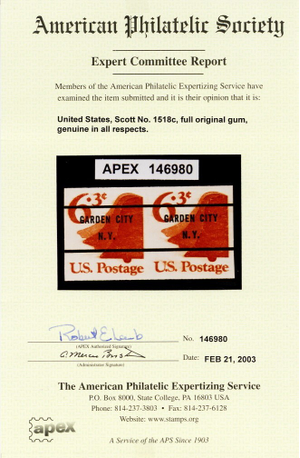 American Philatelic Society
Expert Committee Report
Members of the American Philatelic Expertizing Service have
examined the item submitted and it is their opinion that it is:
United States, Scott No. 1518c, full original gum,
genuine in all respects.
APEX 146980
6.3¢ 6.3¢
GARDEN CITY GARDEN CITY
N.Y. N.Y.
U.S. Postage U.S. Postage
(APEX Authorized Signature)
No. 146980
(Administrator Signature)
Date: FEB 21, 2003
The American Philatelic Expertizing Service
P.O. Box 8000, State College, PA 16803 USA
Phone: 814-237-3803 • Fax: 814-237-6128
Website: www.stamps.org
apex
A Service of the APS Since 1903